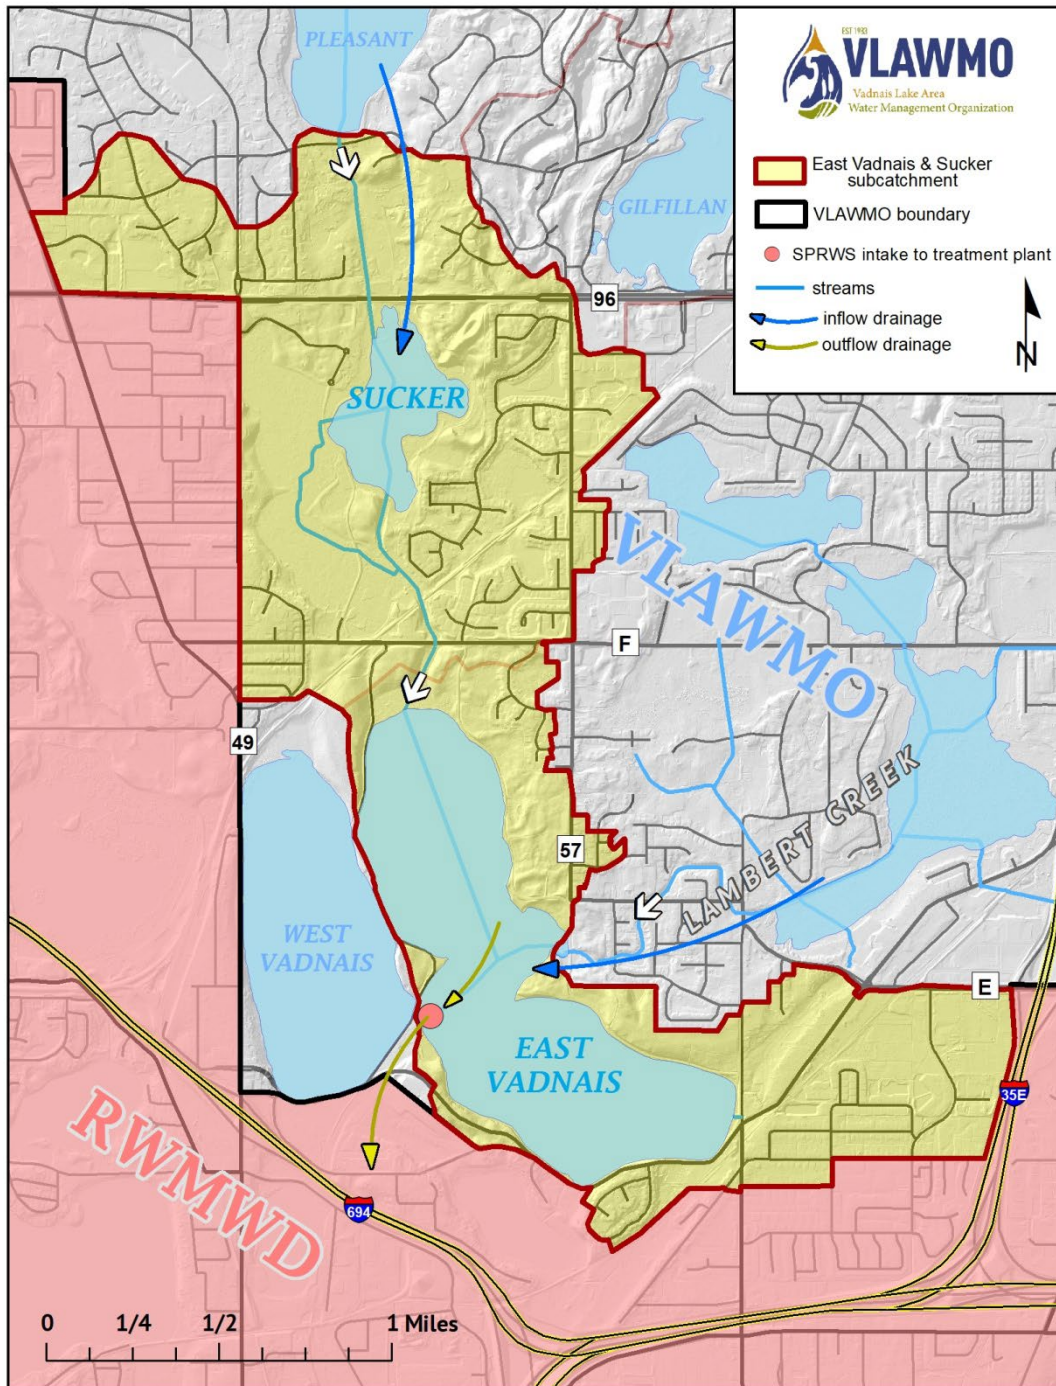 PLEASANT
EST 1983
VLAWMO
Vadnais Lake Area
Water Management Organization
East Vadnais & Sucker
subcatchment
VLAWMO boundary
SPRWS intake to treatment plant
streams
inflow drainage
outflow drainage
N
GILFILLAN
96
SUCKER
VLAWMO
F
49
57
LAMBERT CREEK
WEST
VADNAIS
E
EAST
VADNAIS
35E
RWMWD
694
0 1/4 1/2 1 Miles